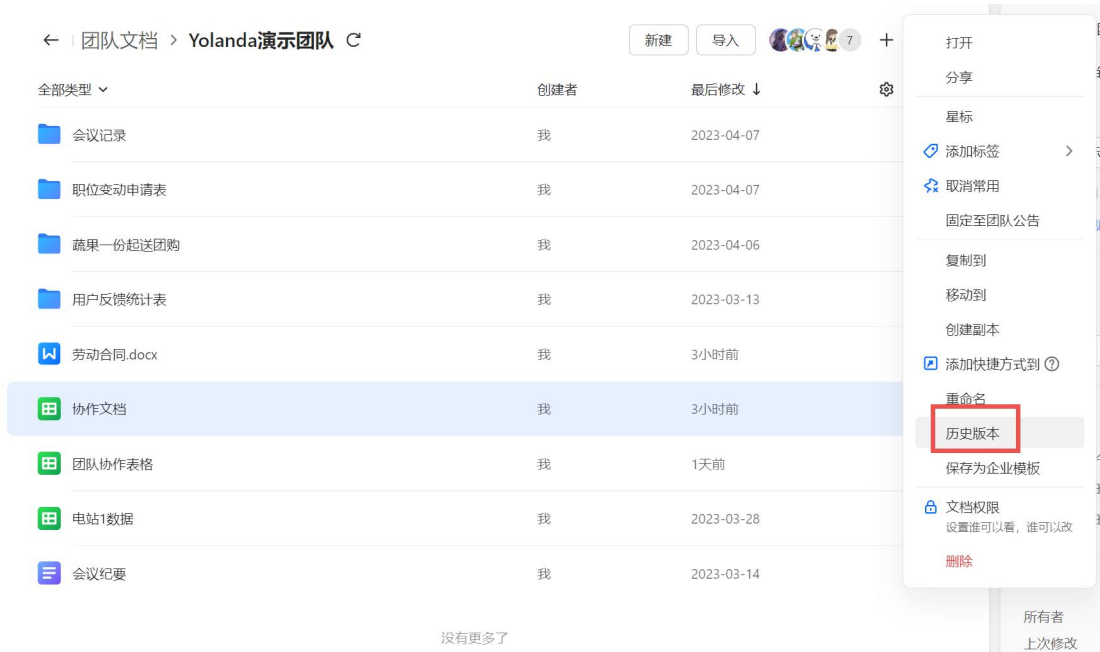 团队文档 > Yolanda演示团队
新建
导入
7
全部类型
创建者
最后修改
会议记录
我
2023-04-07
职位变动申请表
我
2023-04-07
蔬果一份起送团购
我
2023-04-06
用户反馈统计表
我
2023-03-13
劳动合同.docx
我
3小时前
协作文档
我
3小时前
团队协作表格
我
1天前
电站1数据
我
2023-03-28
会议纪要
我
2023-03-14
没有更多了
打开
分享
星标
添加标签
取消常用
固定至团队公告
复制到
移动到
创建副本
添加快捷方式到
重命名
历史版本
保存为企业模板
文档权限
设置谁可以看，谁可以改
删除
所有者
上次修改